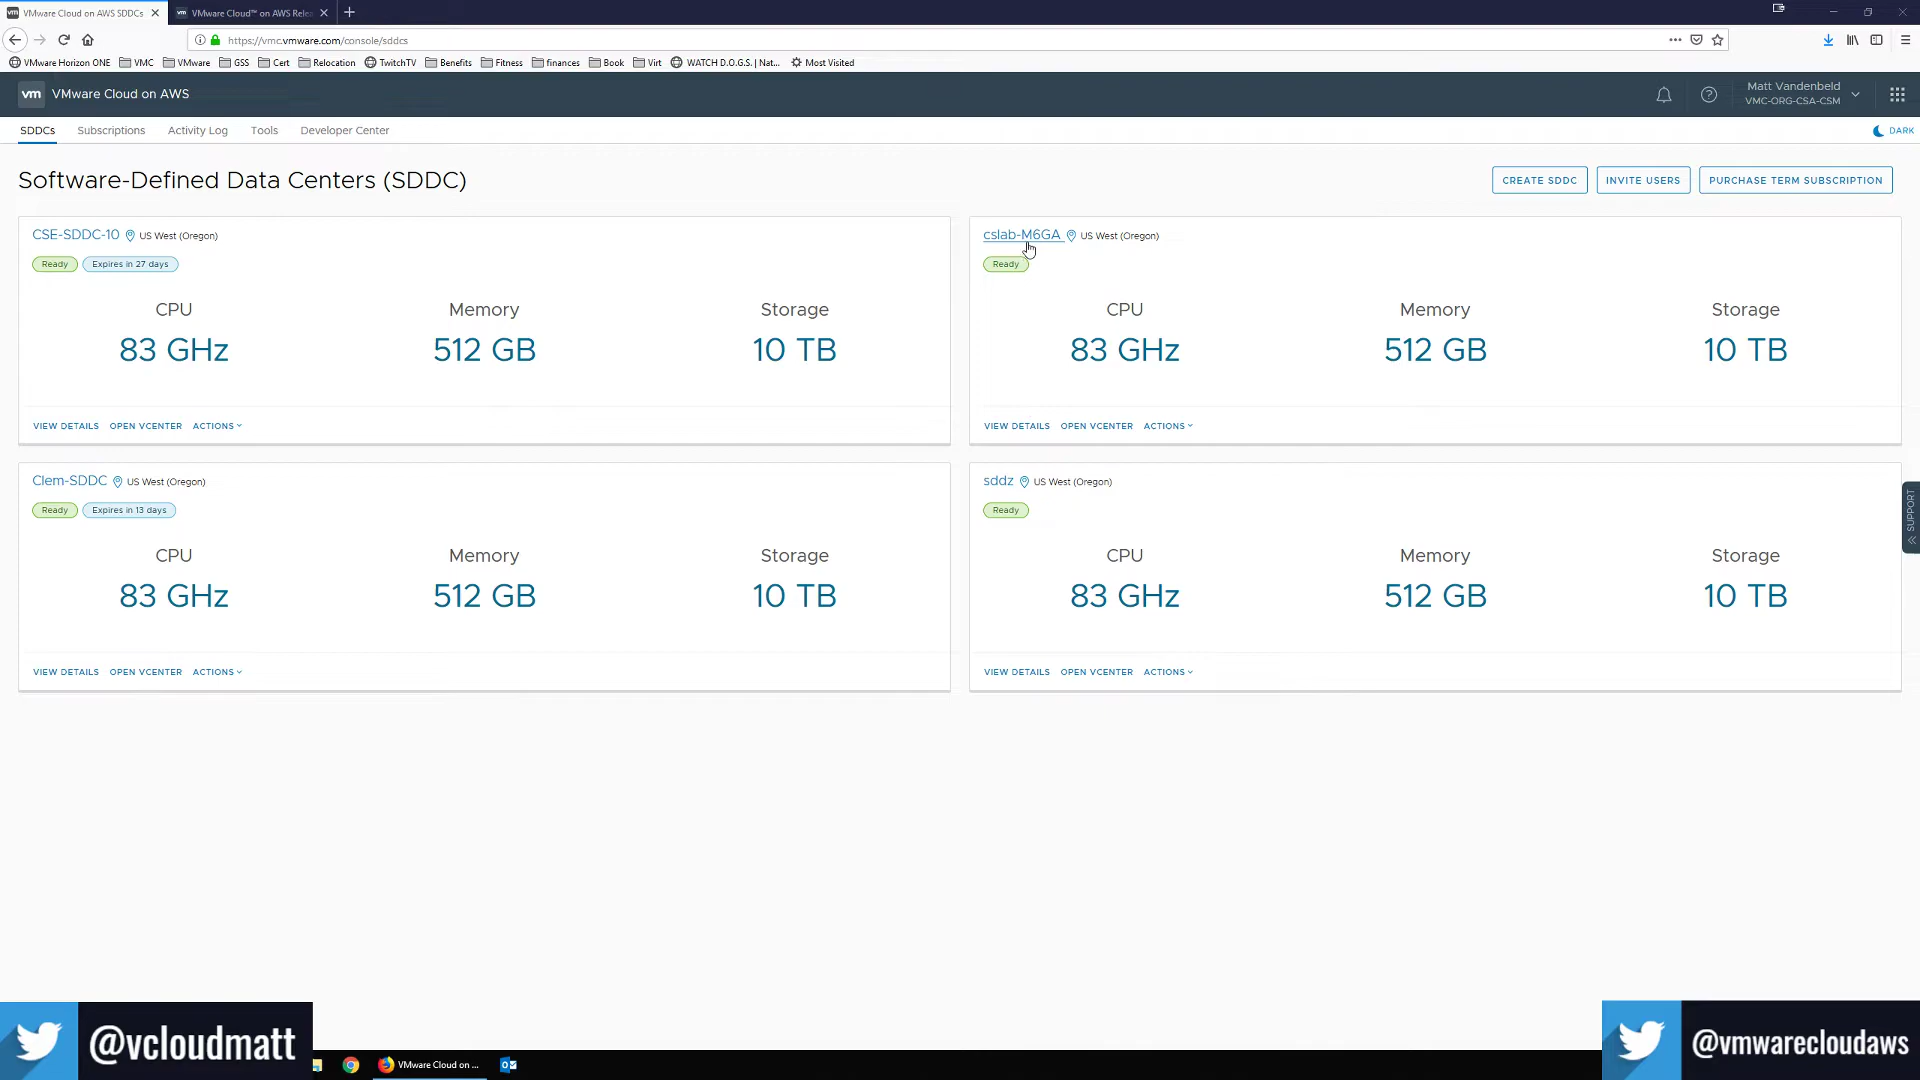 VMware Cloud on AWS SDDCs
VMware Cloud™ on AWS Rele
https://vmc.vmware.com/console/sddcs
VMware Horizon ONE VMC VMware GSS Cert Relocation TwitchTV Benefits Fitness finances Book Virt WATCH D.O.G.S. | Nat... Most Visited
vm VMware Cloud on AWS
Matt Vandenbeld
VMC-ORG-CSA-CSM
SDDCs Subscriptions Activity Log Tools Developer Center DARK
Software-Defined Data Centers (SDDC)
CREATE SDDC INVITE USERS PURCHASE TERM SUBSCRIPTION
CSE-SDDC-10 US West (Oregon)
Ready Expires in 27 days
CPU Memory Storage
83 GHz 512 GB 10 TB
VIEW DETAILS OPEN VCENTER ACTIONS
cslab-M6GA US West (Oregon)
Ready
CPU Memory Storage
83 GHz 512 GB 10 TB
VIEW DETAILS OPEN VCENTER ACTIONS
Clem-SDDC US West (Oregon)
Ready Expires in 13 days
CPU Memory Storage
83 GHz 512 GB 10 TB
VIEW DETAILS OPEN VCENTER ACTIONS
sddz US West (Oregon)
Ready
CPU Memory Storage
83 GHz 512 GB 10 TB
VIEW DETAILS OPEN VCENTER ACTIONS
SUPPORT
@vcloudmatt
VMware Cloud on ...
@vmwarecloudaws